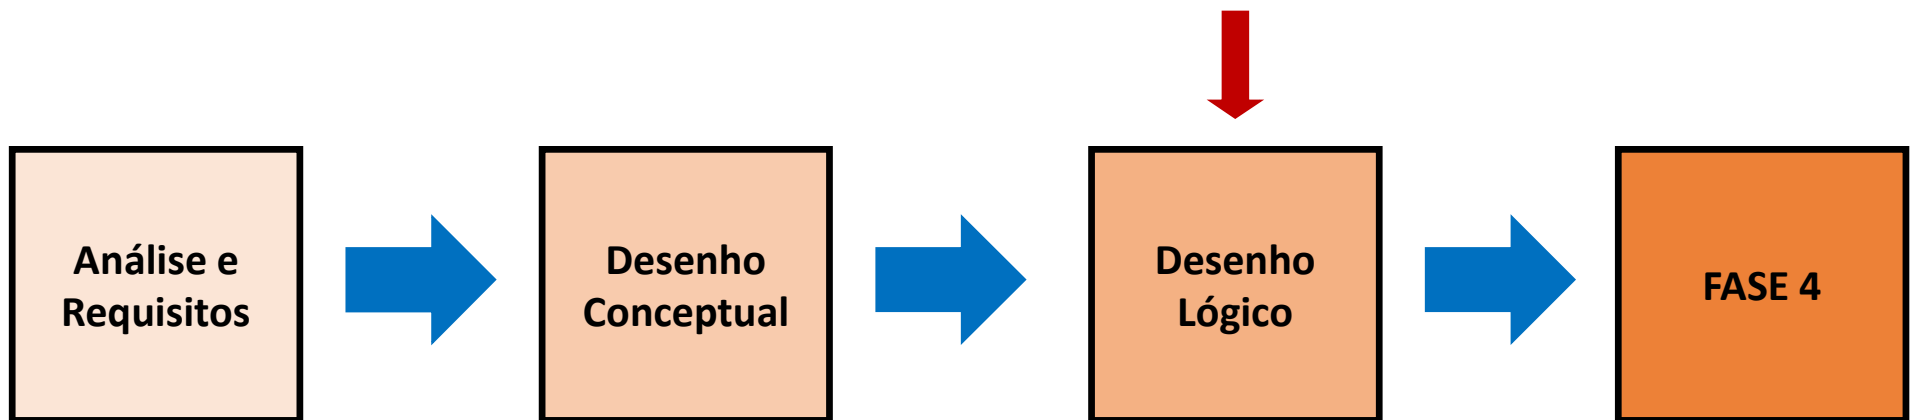 Análise e
Requisitos
Desenho
Conceptual
Desenho
Lógico
FASE 4